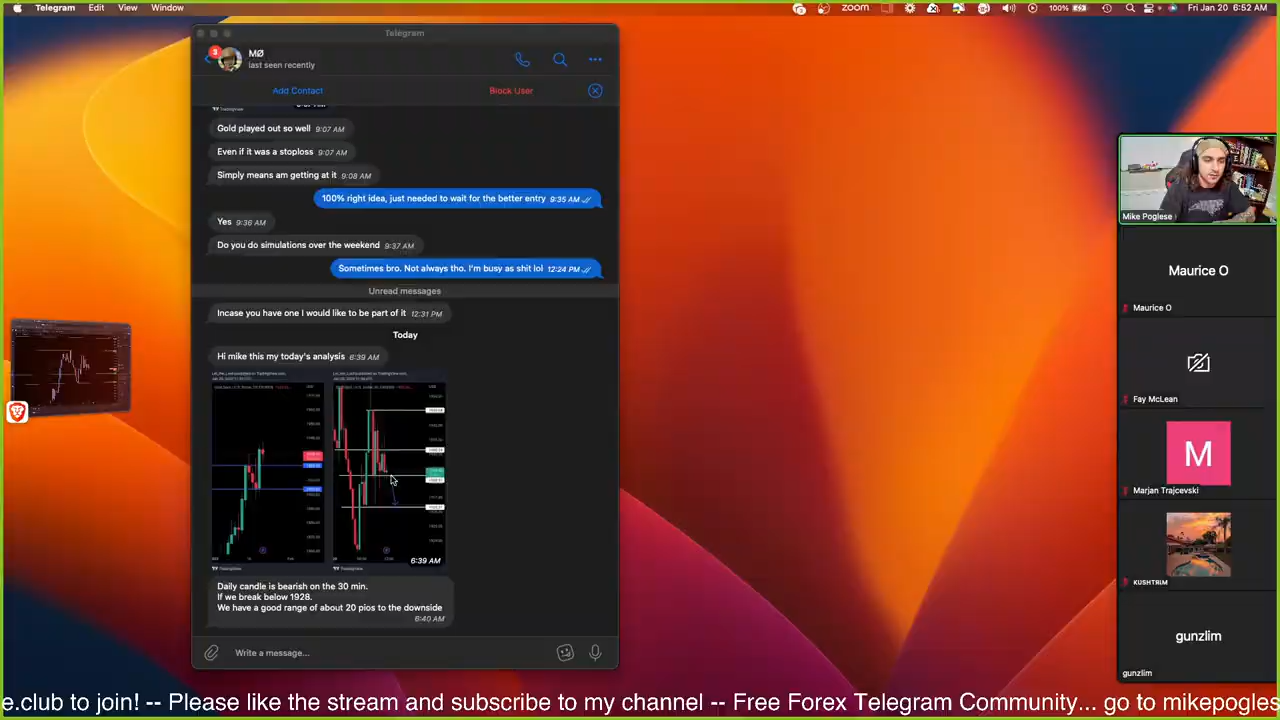 Telegram Edit View Window
zoom 100% Fri Jan 20 6:52 AM
Telegram
3
MØ
last seen recently
Add Contact Block User
TradingView
Gold played out so well 9:07 AM
Even if it was a stoploss 9:07 AM
Simply means am getting at it 9:08 AM
100% right idea, just needed to wait for the better entry 9:35 AM
Yes 9:36 AM
Do you do simulations over the weekend 9:37 AM
Sometimes bro. Not always tho. I'm busy as shit lol 12:24 PM
Unread messages
Incase you have one I would like to be part of it 12:31 PM
Today
Hi mike this my today's analysis 6:39 AM
6:39 AM
TradingView TradingView
Daily candle is bearish on the 30 min.
If we break below 1928.
We have a good range of about 20 pios to the downside
6:40 AM
Write a message...
Mike Poglese
Maurice O
Maurice O
Fay McLean
M
Marjan Trajcevski
KUSHTRIM
gunzlim
gunzlim
e.club to join! -- Please like the stream and subscribe to my channel -- Free Forex Telegram Community... go to mikepogles